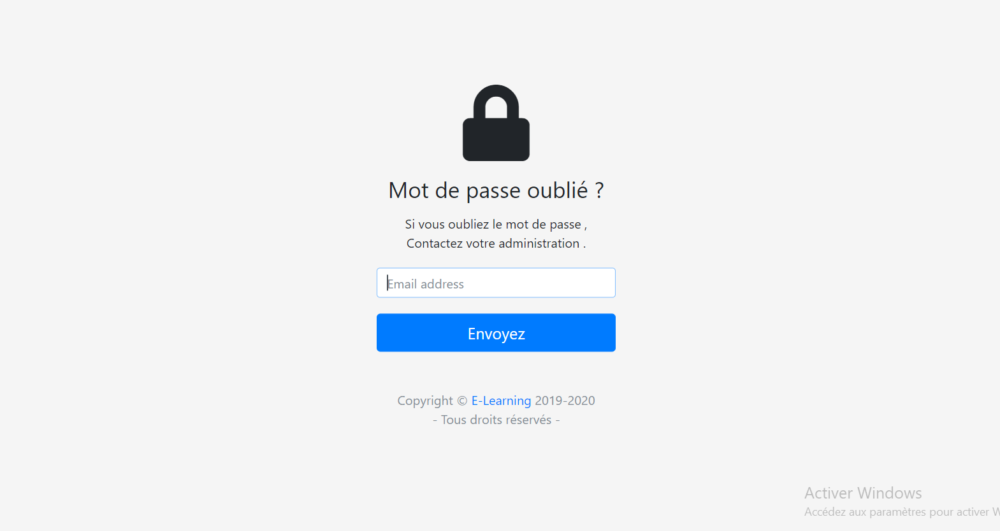 Mot de passe oublié ?
Si vous oubliez le mot de passe ,
Contactez votre administration .
Email address
Envoyez
Copyright © E-Learning 2019-2020
- Tous droits réservés -
Activer Windows
Accédez aux paramètres pour activer